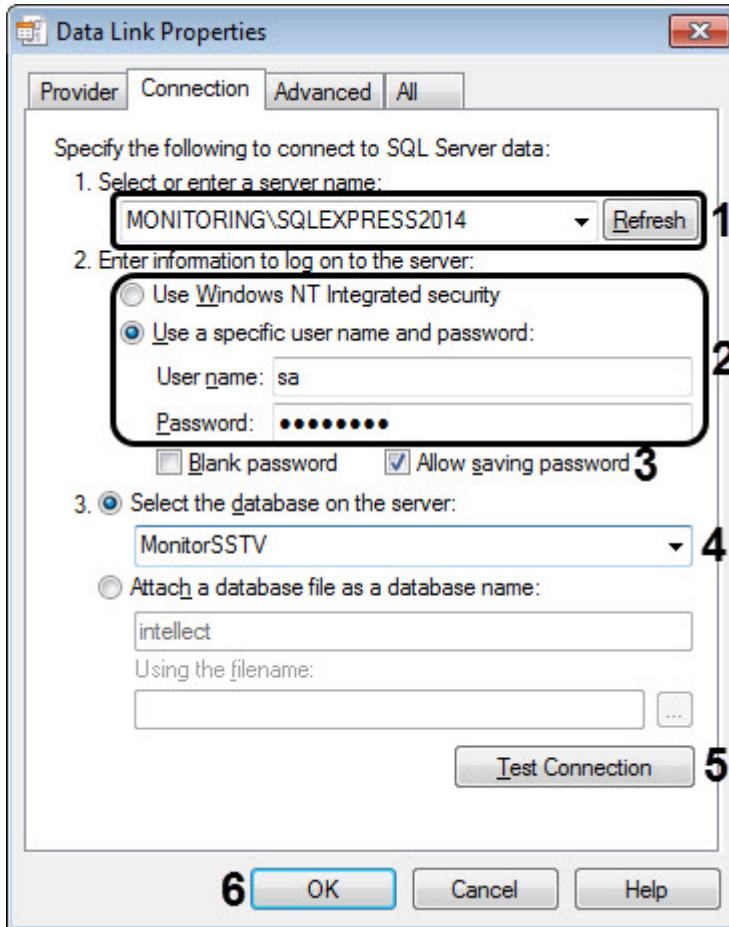 Data Link Properties
Provider Connection Advanced All
Specify the following to connect to SQL Server data:
1. Select or enter a server name:
MONITORING\SQLEXPRESS2014 Refresh 1
2. Enter information to log on to the server:
Use Windows NT Integrated security
Use a specific user name and password:
2
User name: sa
Password: ●●●●●●●●
Blank password Allow saving password 3
3. Select the database on the server:
MonitorSSTV 4
Attach a database file as a database name:
intellect
Using the filename:
...
Test Connection 5
6 OK Cancel Help